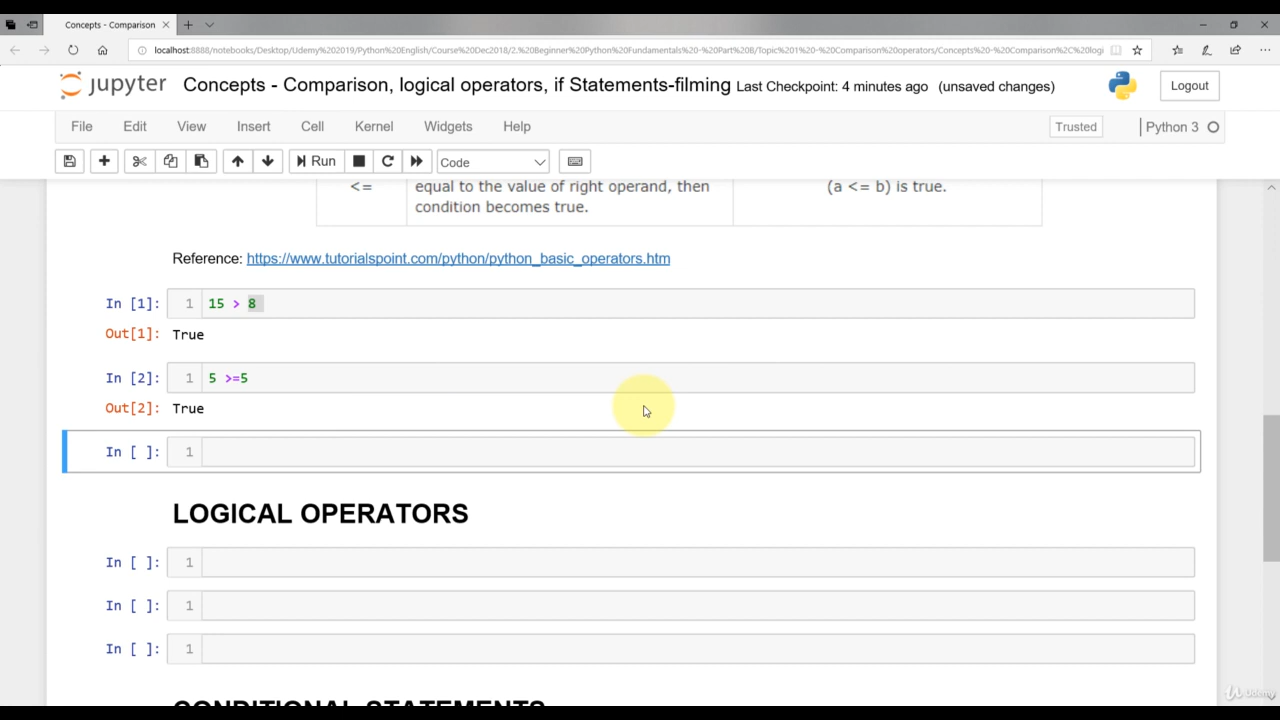 Concepts - Comparison
localhost:8888/notebooks/Desktop/Udemy%202019/Python%20English/Course%20Dec2018/2.%20Beginner%20Python%20Fundamentals%20-%20Part%20B/Topic%201%20-%20Comparison%20operators/Concepts%20-%20Comparison%2C%20logi
jupyter Concepts - Comparison, logical operators, if Statements-filming Last Checkpoint: 4 minutes ago (unsaved changes) Logout
File Edit View Insert Cell Kernel Widgets Help Trusted Python 3
Run Code
<= equal to the value of right operand, then (a <= b) is true.
condition becomes true.
Reference: https://www.tutorialspoint.com/python/python_basic_operators.htm
In [1]: 1 15 > 8
Out[1]: True
In [2]: 1 5 >=5
Out[2]: True
In [ ]: 1
LOGICAL OPERATORS
In [ ]: 1
In [ ]: 1
In [ ]: 1
CONDITIONAL STATEMENTS
Udemy